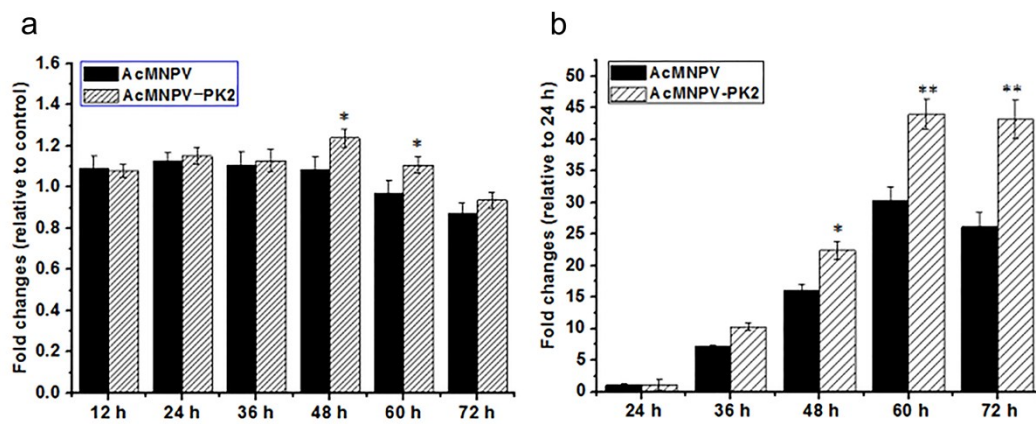 a
Fold changes (relative to control)
1.6
1.4
1.2
1.0
0.8
0.6
0.4
0.2
0.0
AcMNPV
AcMNPV-PK2
*
*
12 h 24 h 36 h 48 h 60 h 72 h
b
Fold changes (relative to 24 h)
50
45
40
35
30
25
20
15
10
5
0
AcMNPV
AcMNPV-PK2
*
**
**
24 h 36 h 48 h 60 h 72 h